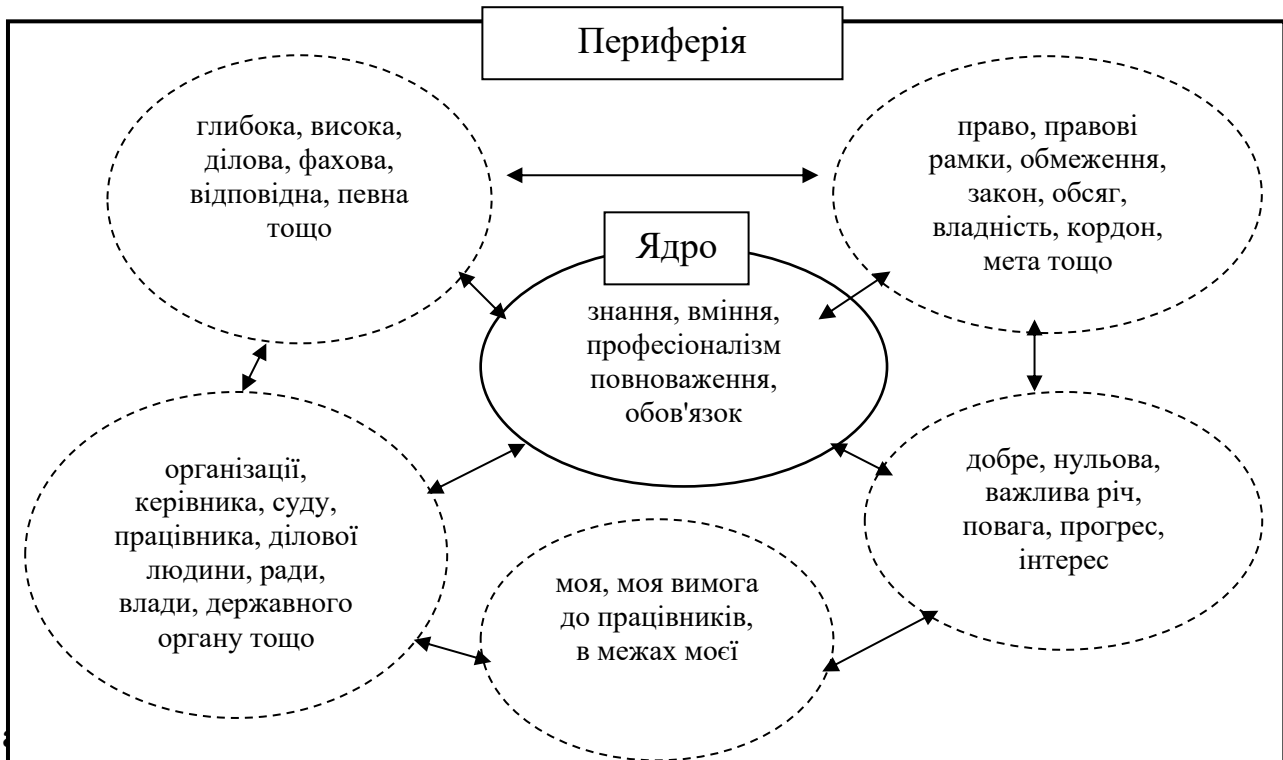 Периферія
глибока, висока,
ділова, фахова,
відповідна, певна
тощо
право, правові
рамки, обмеження,
закон, обсяг,
владність, кордон,
мета тощо
Ядро
знання, вміння,
професіоналізм
повноваження,
обов'язок
організації,
керівника, суду,
працівника, ділової
людини, ради,
влади, державного
органу тощо
моя, моя вимога
до працівників,
в межах моєї
добре, нульова,
важлива річ,
повага, прогрес,
інтерес